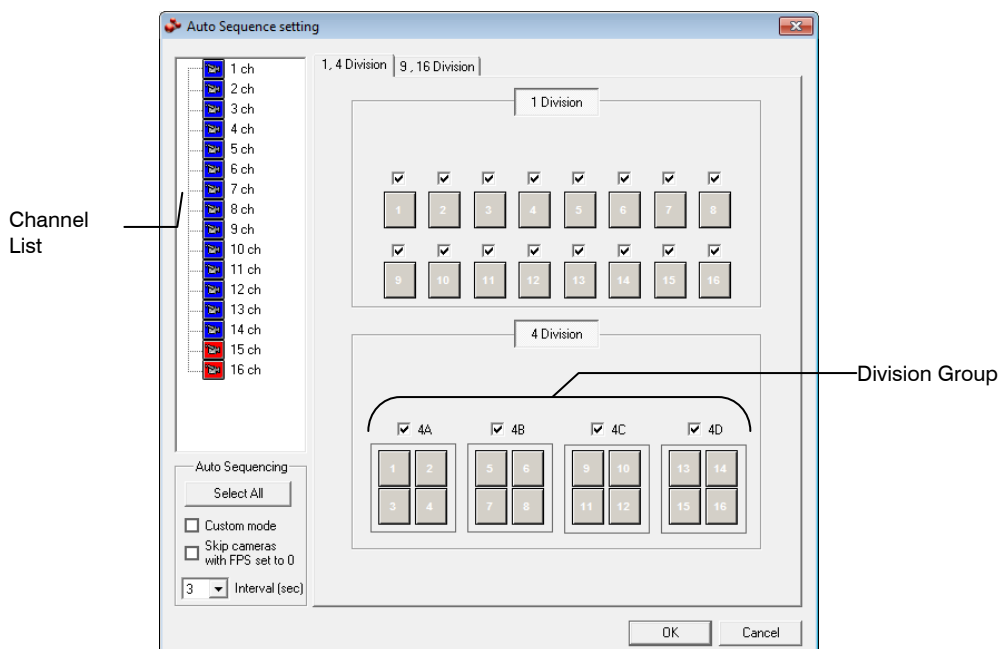 Auto Sequence setting
1 ch
2 ch
3 ch
4 ch
5 ch
6 ch
7 ch
8 ch
9 ch
10 ch
11 ch
12 ch
13 ch
14 ch
15 ch
16 ch
Channel
List
Auto Sequencing
Select All
Custom mode
Skip cameras
with FPS set to 0
3 Interval (sec)
1, 4 Division 9 , 16 Division
1 Division
1 2 3 4 5 6 7 8
9 10 11 12 13 14 15 16
4 Division
Division Group
4A 4B 4C 4D
1 2 5 6 9 10 13 14
3 4 7 8 11 12 15 16
OK Cancel